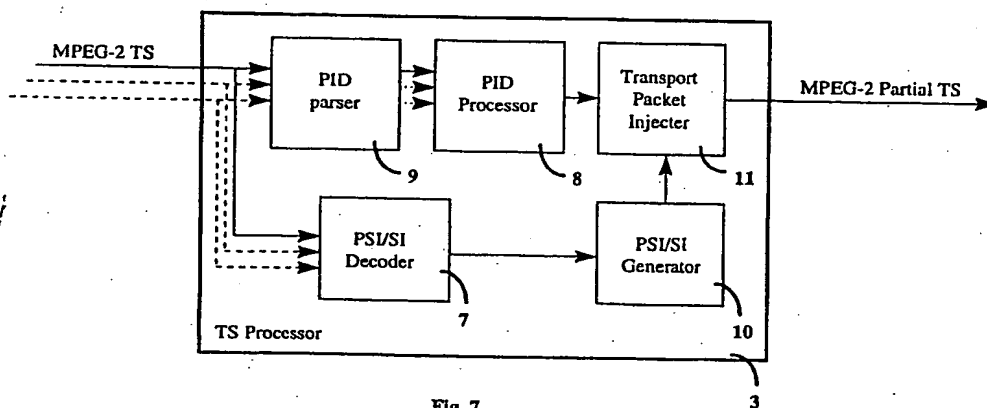 MPEG-2 TS
PID
parser
PID
Processor
Transport
Packet
Injecter
MPEG-2 Partial TS
9
8
11
PSI/SI
Decoder
PSI/SI
Generator
7
10
TS Processor
3
Fig. 7